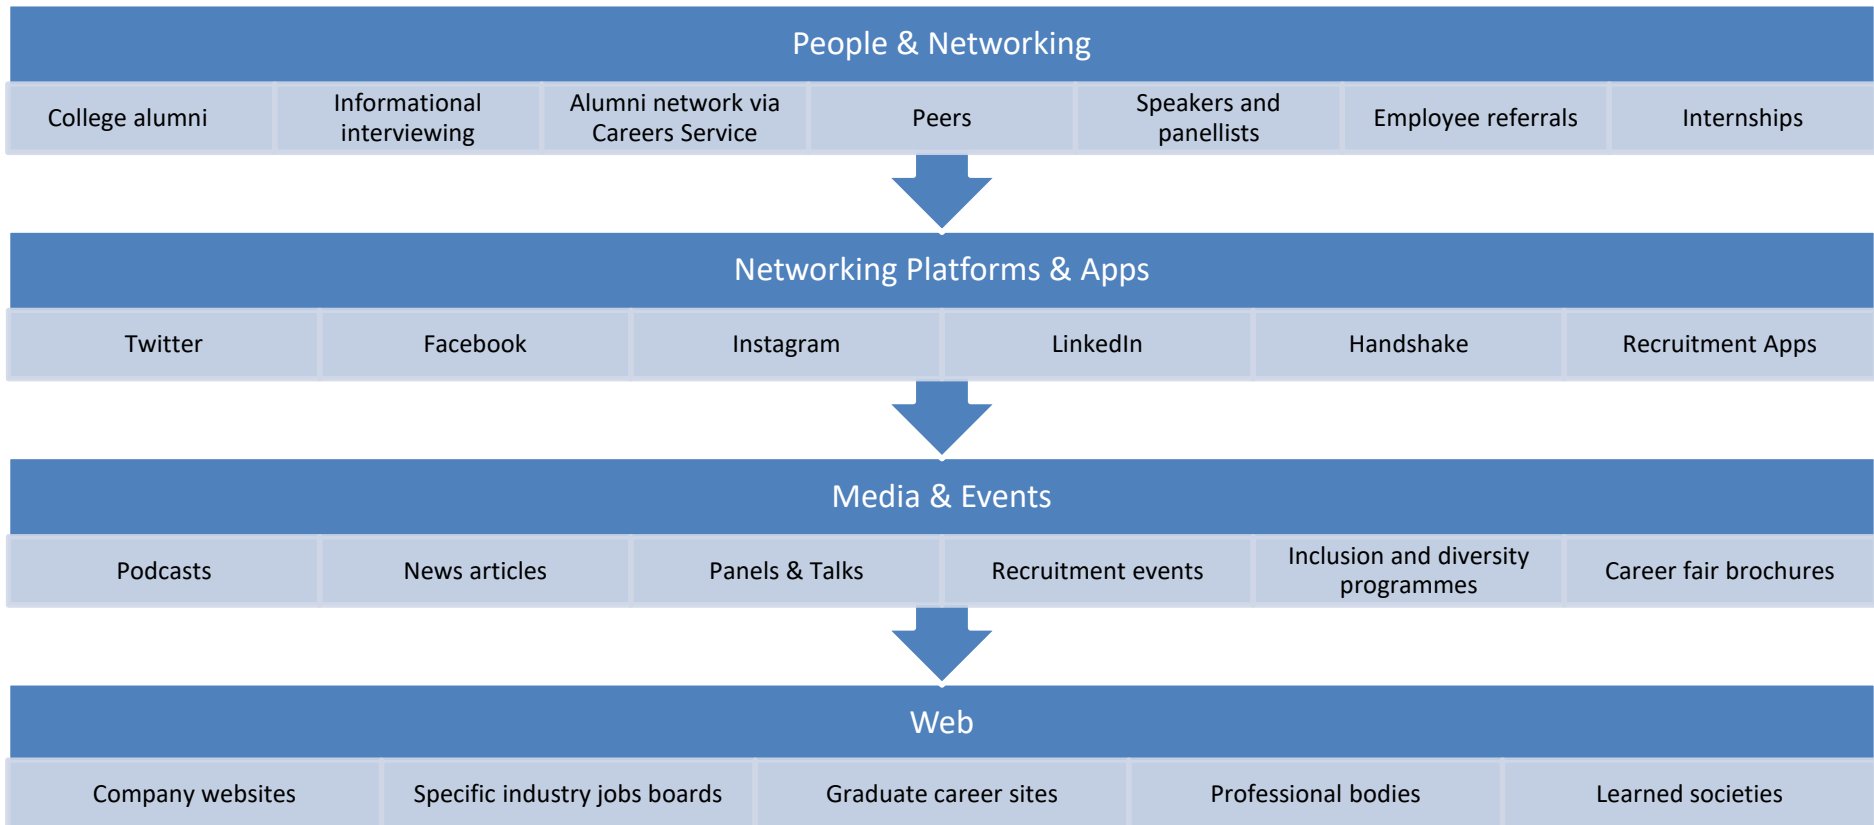 People & Networking
College alumni
Informational
interviewing
Alumni network via
Careers Service
Peers
Speakers and
panellists
Employee referrals
Internships
Networking Platforms & Apps
Twitter
Facebook
Instagram
LinkedIn
Handshake
Recruitment Apps
Media & Events
Podcasts
News articles
Panels & Talks
Recruitment events
Inclusion and diversity
programmes
Career fair brochures
Web
Company websites
Specific industry jobs boards
Graduate career sites
Professional bodies
Learned societies